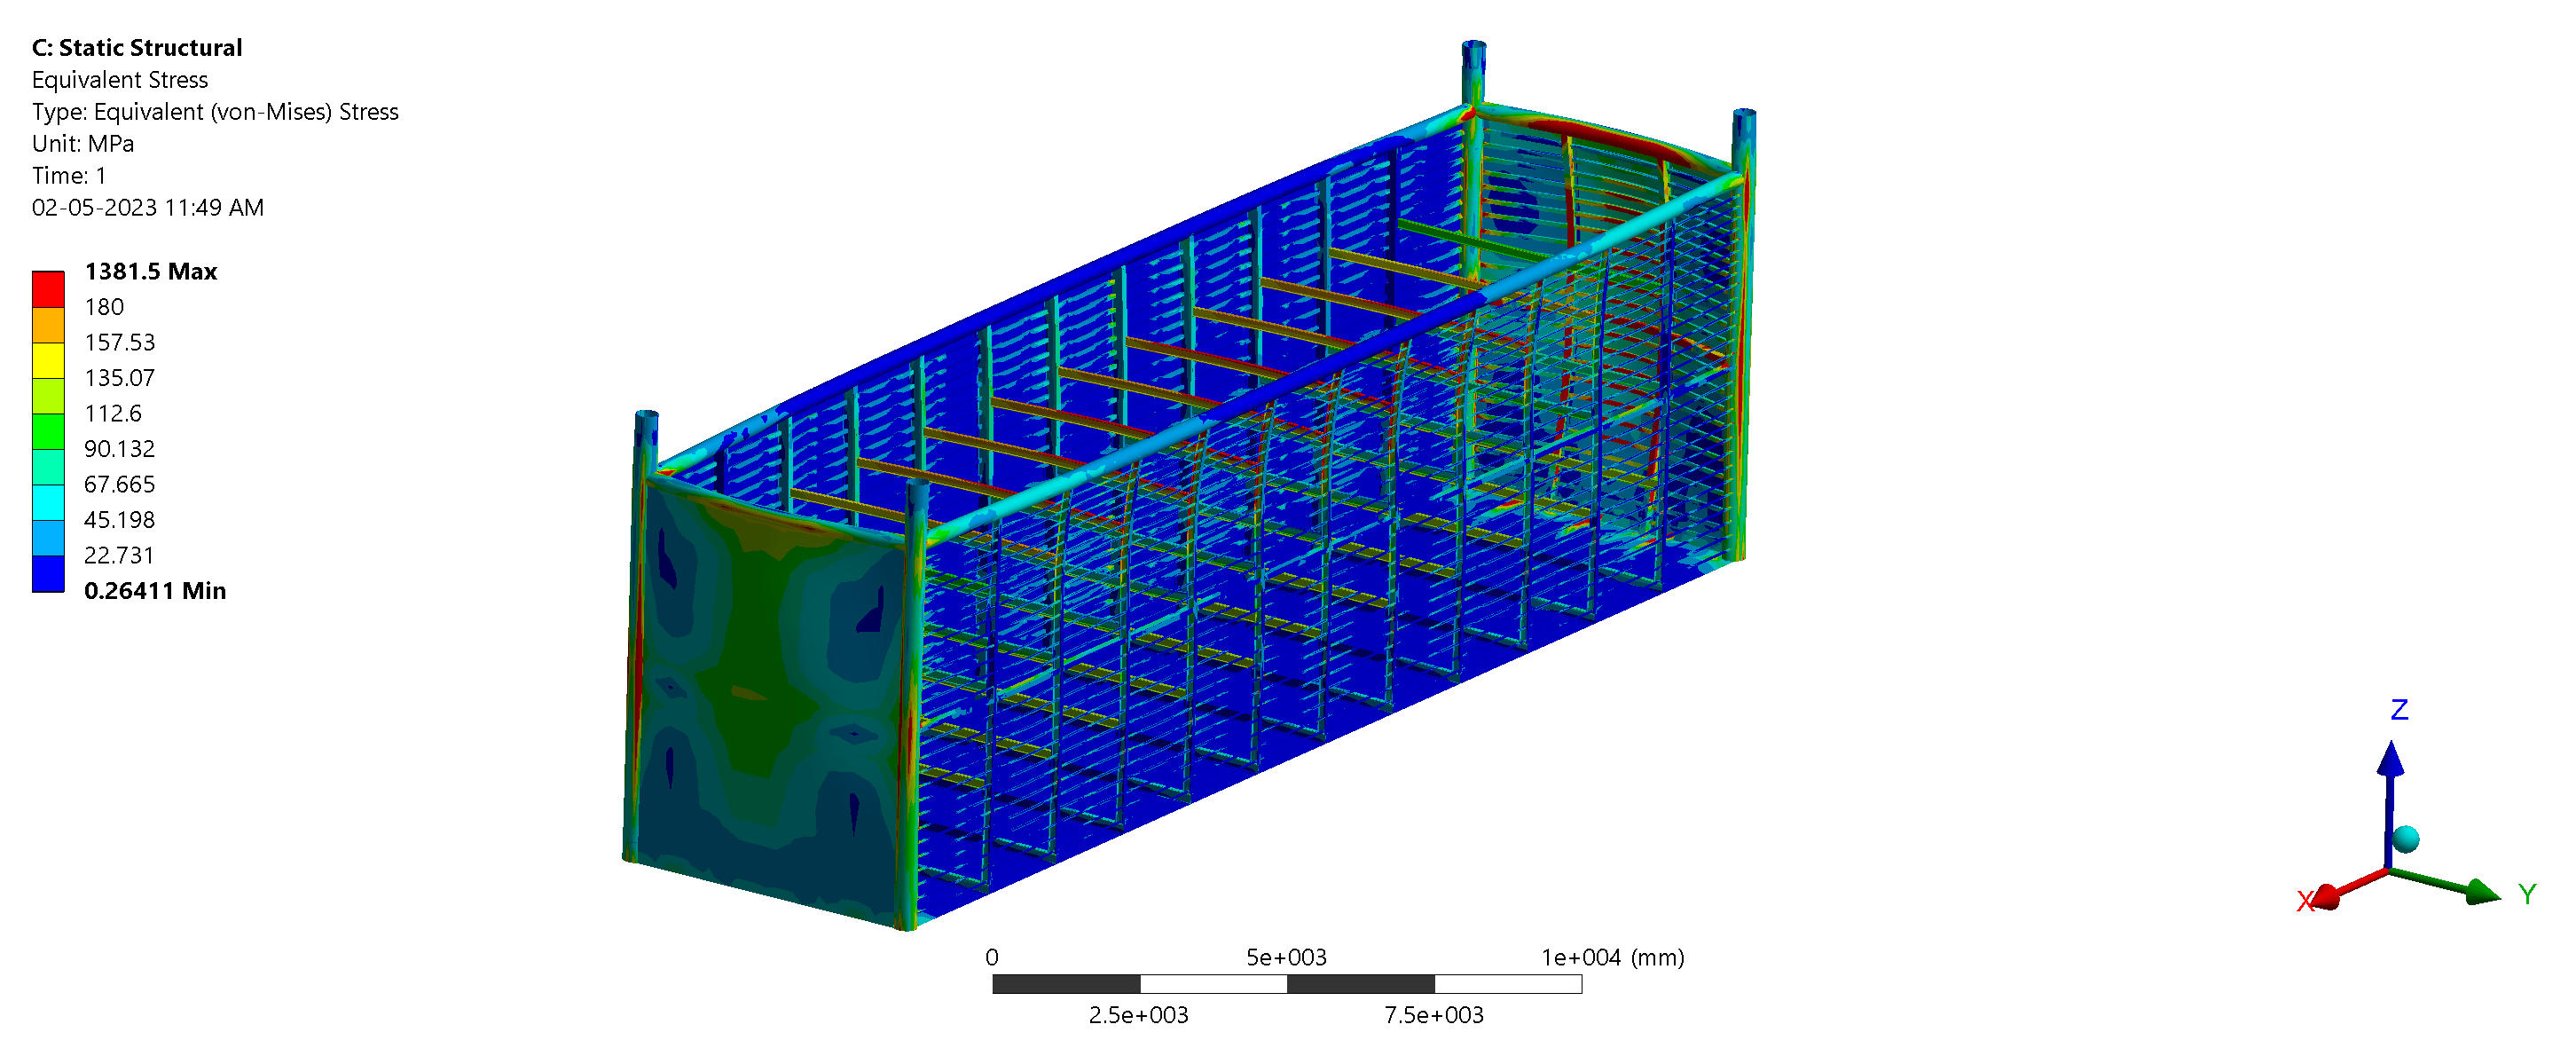 C: Static Structural
Equivalent Stress
Type: Equivalent (von-Mises) Stress
Unit: MPa
Time: 1
02-05-2023 11:49 AM
1381.5 Max
180
157.53
135.07
112.6
90.132
67.665
45.198
22.731
0.26411 Min
0 5e+003 1e+004 (mm)
2.5e+003 7.5e+003
Z
X
Y